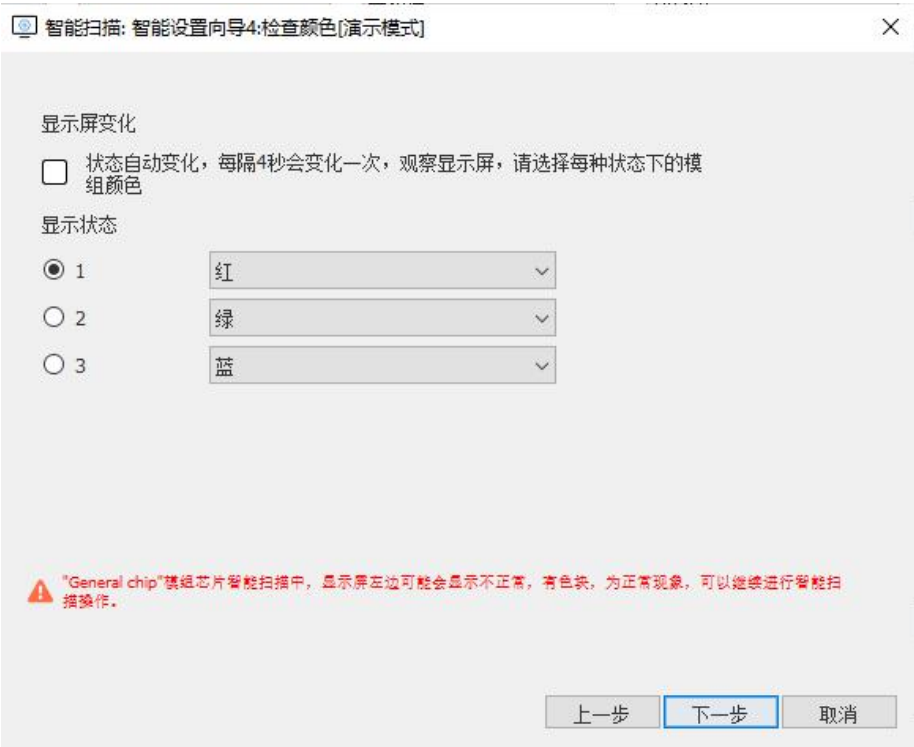 智能扫描: 智能设置向导4:检查颜色[演示模式]
显示屏变化
状态自动变化，每隔4秒会变化一次，观察显示屏，请选择每种状态下的模
组颜色
显示状态
1 红
2 绿
3 蓝
"General chip"模组芯片智能扫描中，显示屏左边可能会显示不正常，有色块，为正常现象，可以继续进行智能扫
描操作。
上一步 下一步 取消